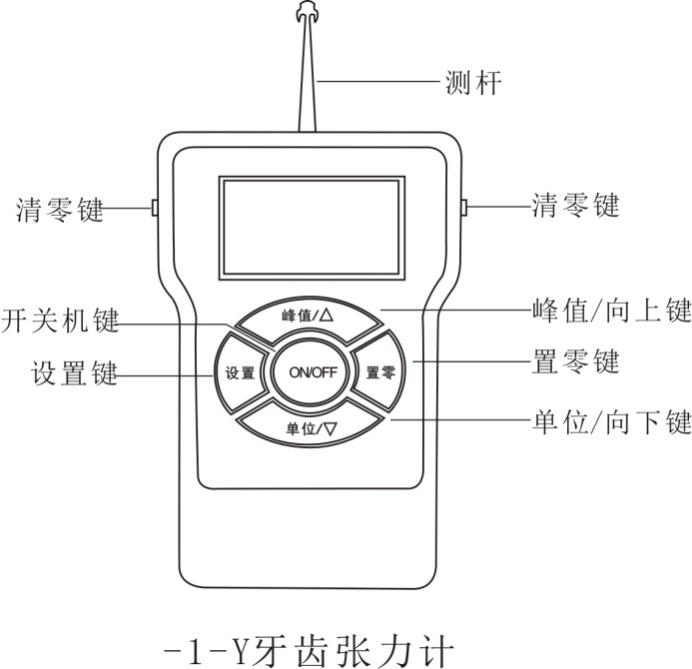 测杆
清零键
清零键
峰值/△
峰值/向上键
开关机键
设置
ON/OFF
置零
置零键
设置键
单位/▽
单位/向下键
-1-Y牙齿张力计